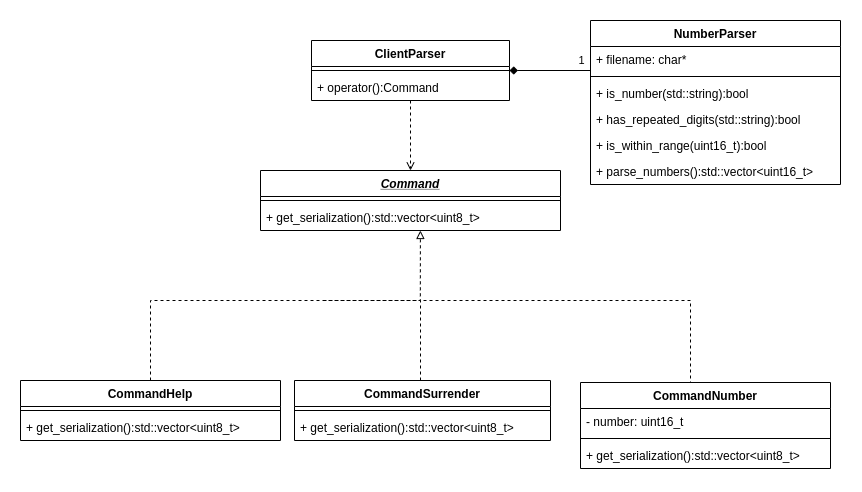 ClientParser
+ operator():Command
1
NumberParser
+ filename: char*
+ is_number(std::string):bool
+ has_repeated_digits(std::string):bool
+ is_within_range(uint16_t):bool
+ parse_numbers():std::vector<uint16_t>
Command
+ get_serialization():std::vector<uint8_t>
CommandHelp
+ get_serialization():std::vector<uint8_t>
CommandSurrender
+ get_serialization():std::vector<uint8_t>
CommandNumber
- number: uint16_t
+ get_serialization():std::vector<uint8_t>